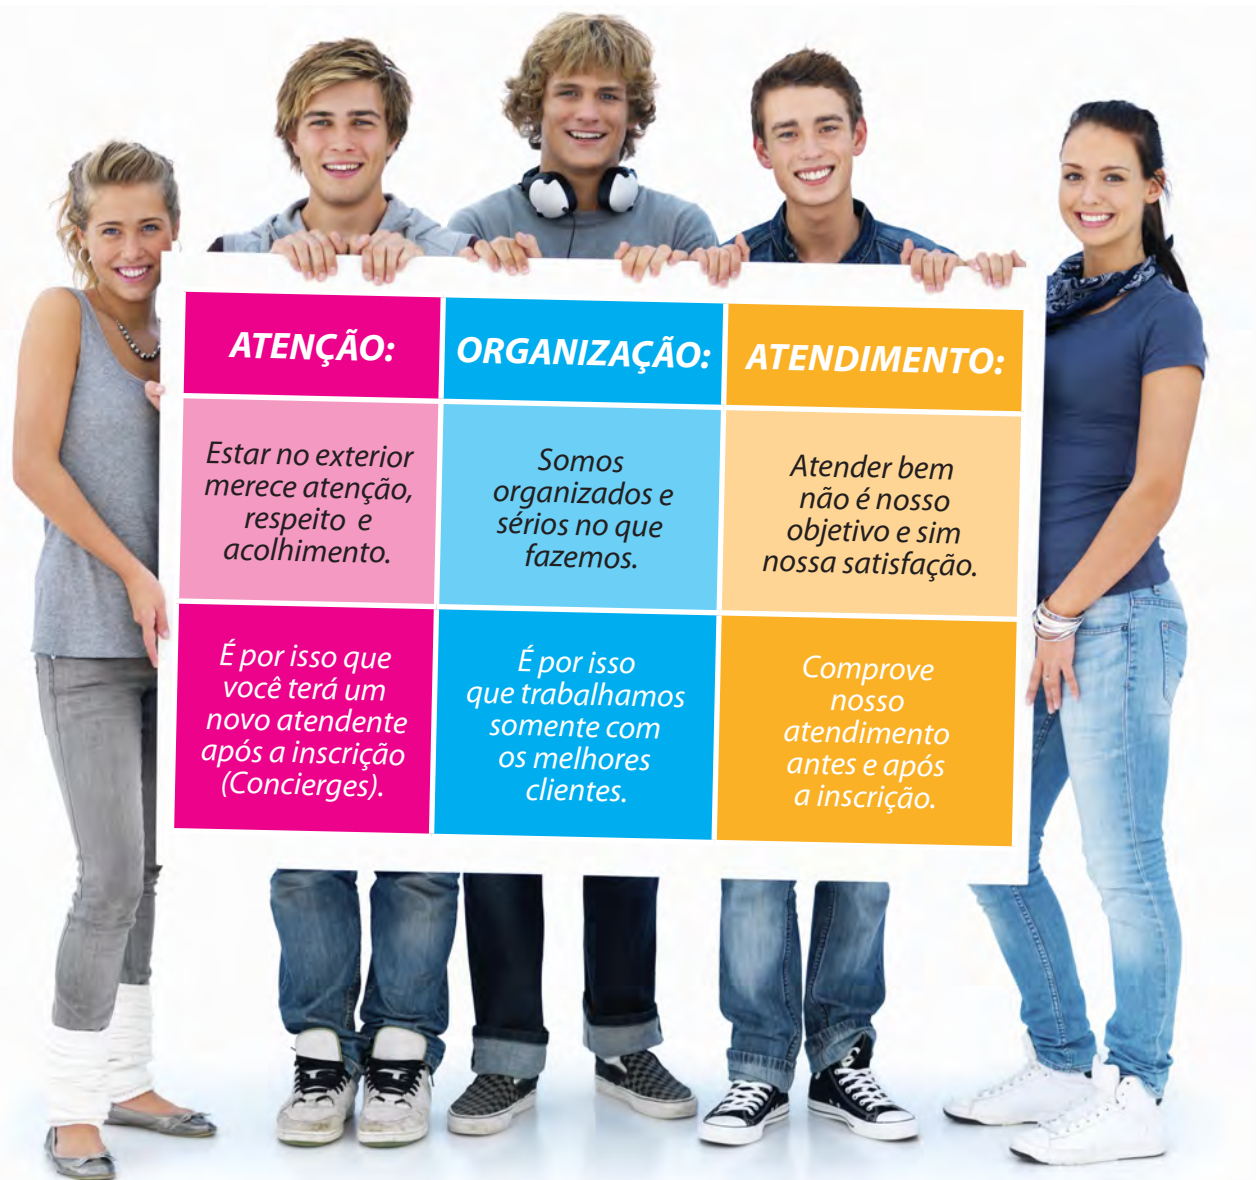 ATENÇÃO:
ORGANIZAÇÃO:
ATENDIMENTO:
Estar no exterior
merece atenção,
respeito e
acolhimento.
Somos
organizados e
sérios no que
fazemos.
Atender bem
não é nosso
objetivo e sim
nossa satisfação.
É por isso que
você terá um
novo atendente
após a inscrição
(Concierges).
É por isso
que trabalhamos
somente com
os melhores
clientes.
Comprove
nosso
atendimento
antes e após
a inscrição.